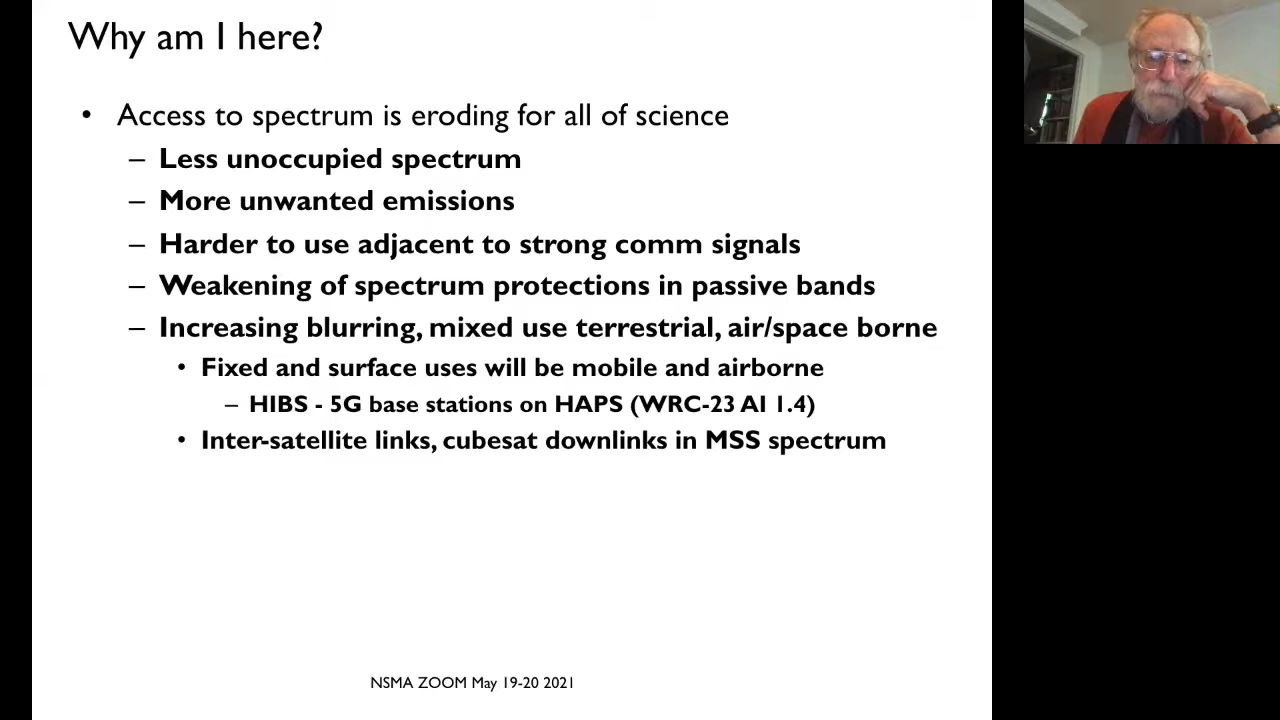 Why am I here?
• Access to spectrum is eroding for all of science
– Less unoccupied spectrum
– More unwanted emissions
– Harder to use adjacent to strong comm signals
– Weakening of spectrum protections in passive bands
– Increasing blurring, mixed use terrestrial, air/space borne
• Fixed and surface uses will be mobile and airborne
– HIBS - 5G base stations on HAPS (WRC-23 AI 1.4)
• Inter-satellite links, cubesat downlinks in MSS spectrum
NSMA ZOOM May 19-20 2021